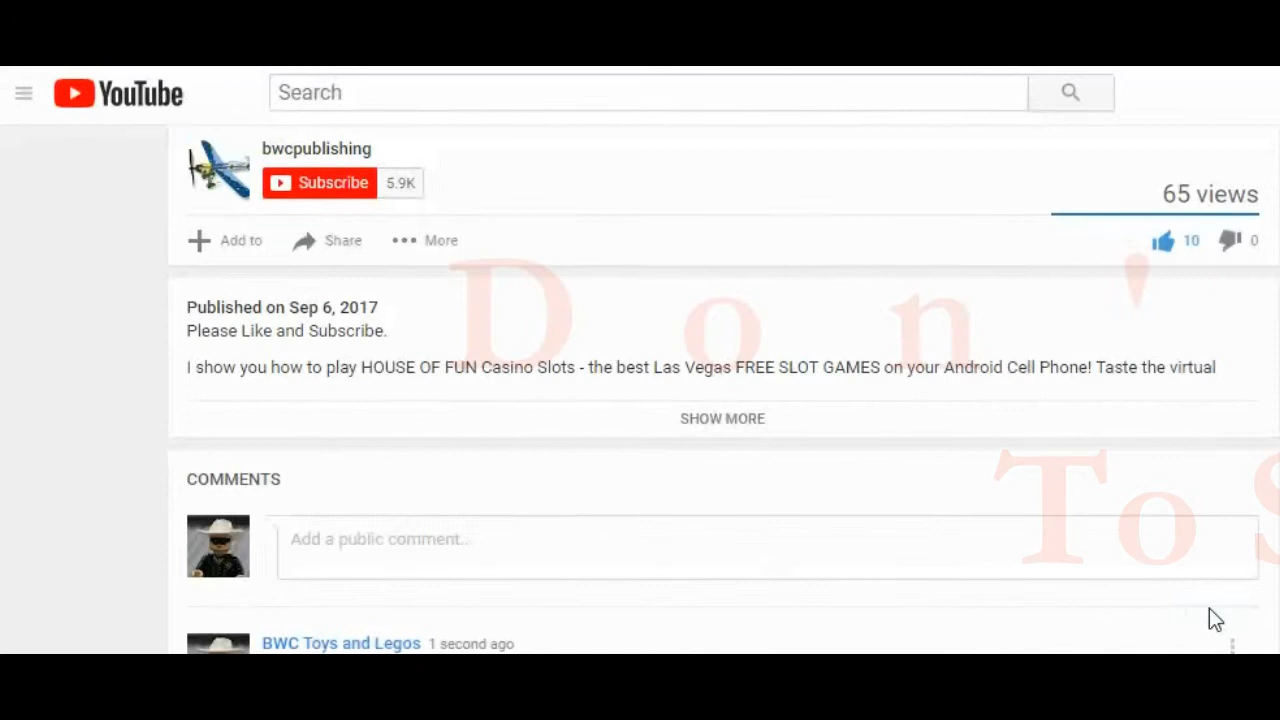 YouTube
Search
bwcpublishing
Subscribe 5.9K
65 views
Add to Share More 10 0
Don'
Published on Sep 6, 2017
Please Like and Subscribe.
I show you how to play HOUSE OF FUN Casino Slots - the best Las Vegas FREE SLOT GAMES on your Android Cell Phone! Taste the virtual
SHOW MORE
COMMENTS
To S
Add a public comment...
BWC Toys and Legos 1 second ago